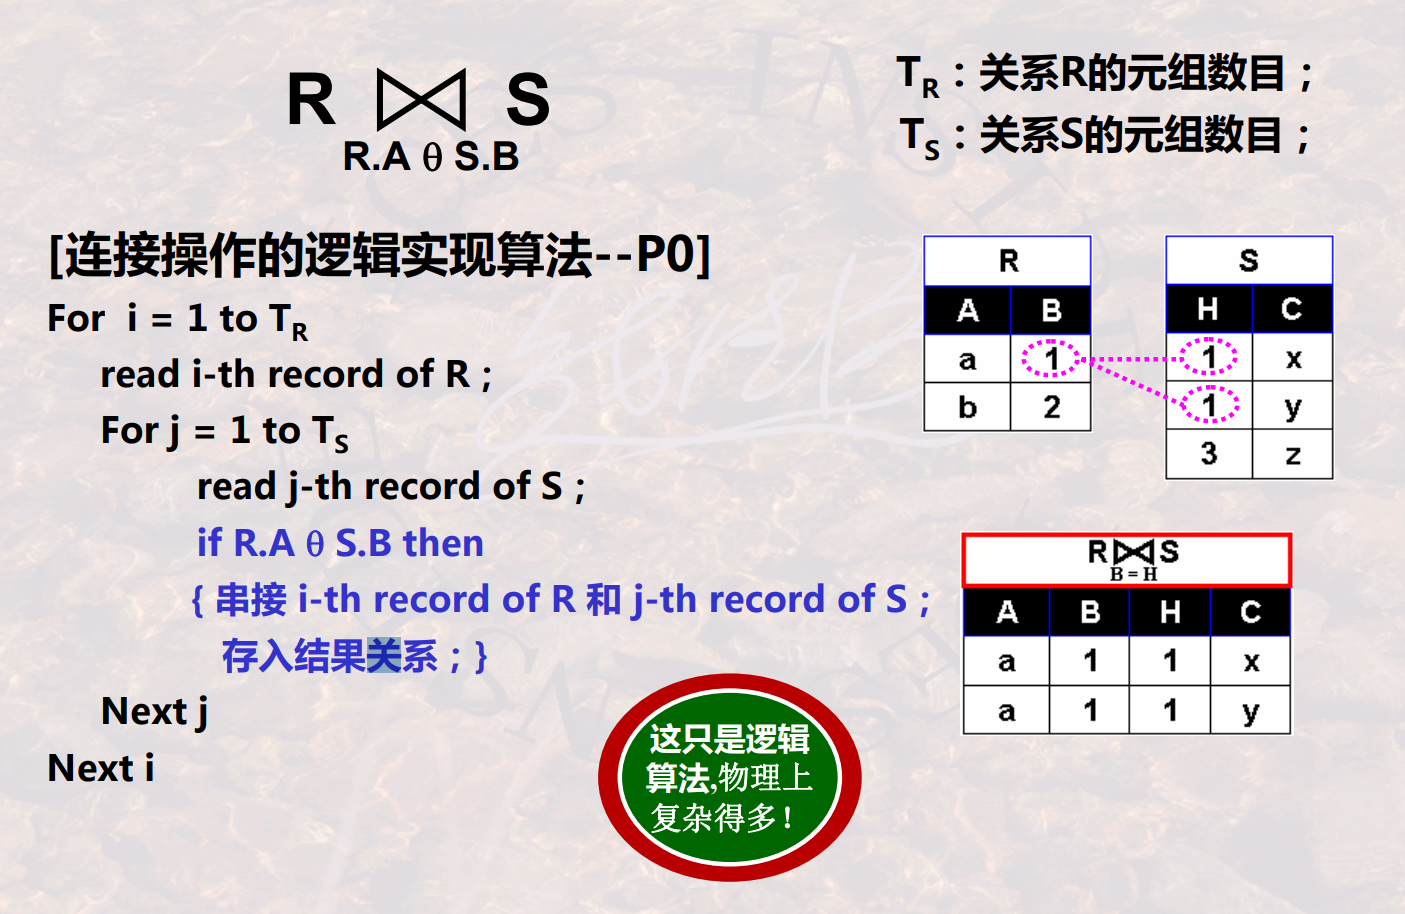 R ⋈ S
R.A θ S.B
T_R：关系R的元组数目；
T_S：关系S的元组数目；
[连接操作的逻辑实现算法--P0]
For i = 1 to T_R
read i-th record of R；
For j = 1 to T_S
read j-th record of S；
if R.A θ S.B then
{ 串接 i-th record of R 和 j-th record of S；
存入结果关系；}
Next j
Next i
R
A B
a 1
b 2
S
H C
1 x
1 y
3 z
R⋈S
B = H
A B H C
a 1 1 x
a 1 1 y
这只是逻辑
算法,物理上
复杂得多！